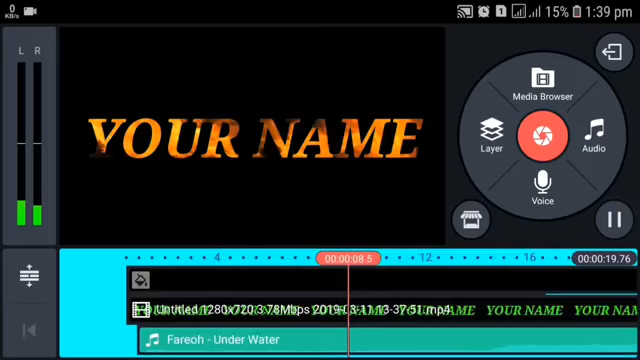 0
KB/s
1
15%
1:39 pm
L R
YOUR NAME
Media Browser
Layer
Audio
Voice
4
00:00:08.5
12
16
00:00:19.76
Untitled 1280x720 3.78Mbps 2019-03-11 13-37-51.mp4
YOUR NAME YOUR NAME
Fareoh - Under Water